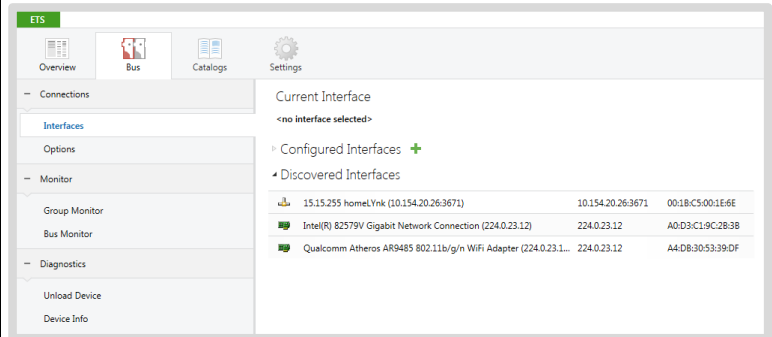 ETS
Overview
Bus
Catalogs
Settings
Connections
Interfaces
Options
Monitor
Group Monitor
Bus Monitor
Diagnostics
Unload Device
Device Info
Current Interface
<no interface selected>
Configured Interfaces
Discovered Interfaces
15.15.255 homeLYnk (10.154.20.26:3671) 10.154.20.26:3671 00:1B:C5:00:1E:6E
Intel(R) 82579V Gigabit Network Connection (224.0.23.12) 224.0.23.12 A0:D3:C1:9C:2B:3B
Qualcomm Atheros AR9485 802.11b/g/n WiFi Adapter (224.0.23.1... 224.0.23.12 A4:DB:30:53:39:DF